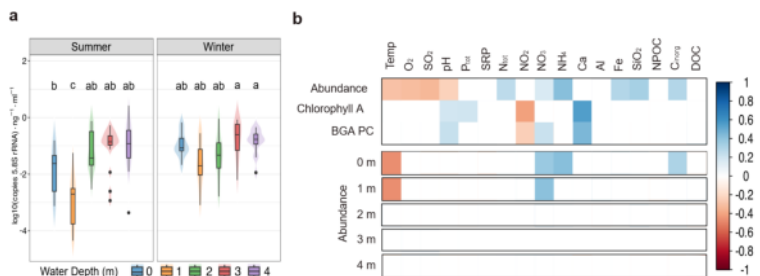 a
Summer Winter
2
0
-2
-4
b c ab ab ab ab ab ab a a
log10(copies 5.8S rRNA) · ng⁻¹ · ml⁻¹
Water Depth (m) 0 1 2 3 4
b
Temp O₂ SO₂ pH Pₜₒₜ SRP Nₜₒₜ NO₂ NO₃ NH₄ Ca Al Fe SiO₂ NPOC Cᵢₙₒᵣg DOC
Abundance
Chlorophyll A
BGA PC
Abundance
0 m
1 m
2 m
3 m
4 m
1
0.8
0.6
0.4
0.2
0
-0.2
-0.4
-0.6
-0.8
-1